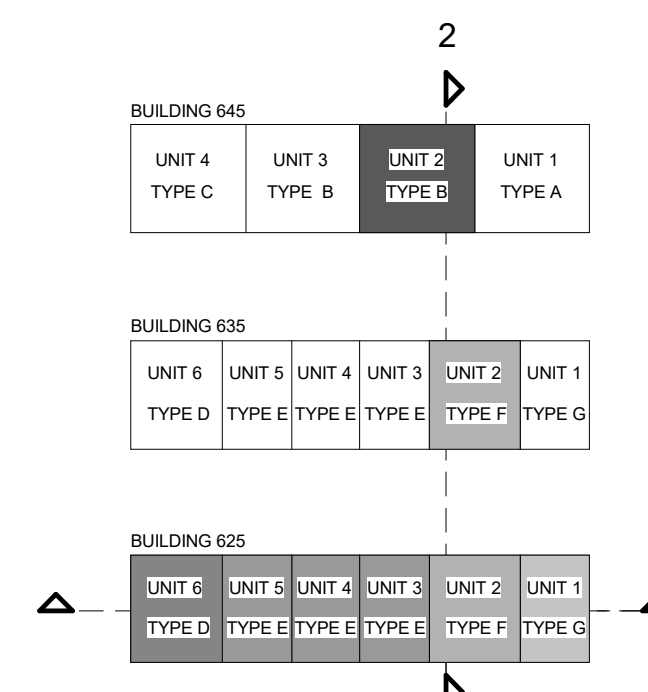 2
BUILDING 645
UNIT 4 UNIT 3 UNIT 2 UNIT 1
TYPE C TYPE B TYPE B TYPE A
BUILDING 635
UNIT 6 UNIT 5 UNIT 4 UNIT 3 UNIT 2 UNIT 1
TYPE D TYPE E TYPE E TYPE E TYPE F TYPE G
BUILDING 625
UNIT 6 UNIT 5 UNIT 4 UNIT 3 UNIT 2 UNIT 1
TYPE D TYPE E TYPE E TYPE E TYPE F TYPE G